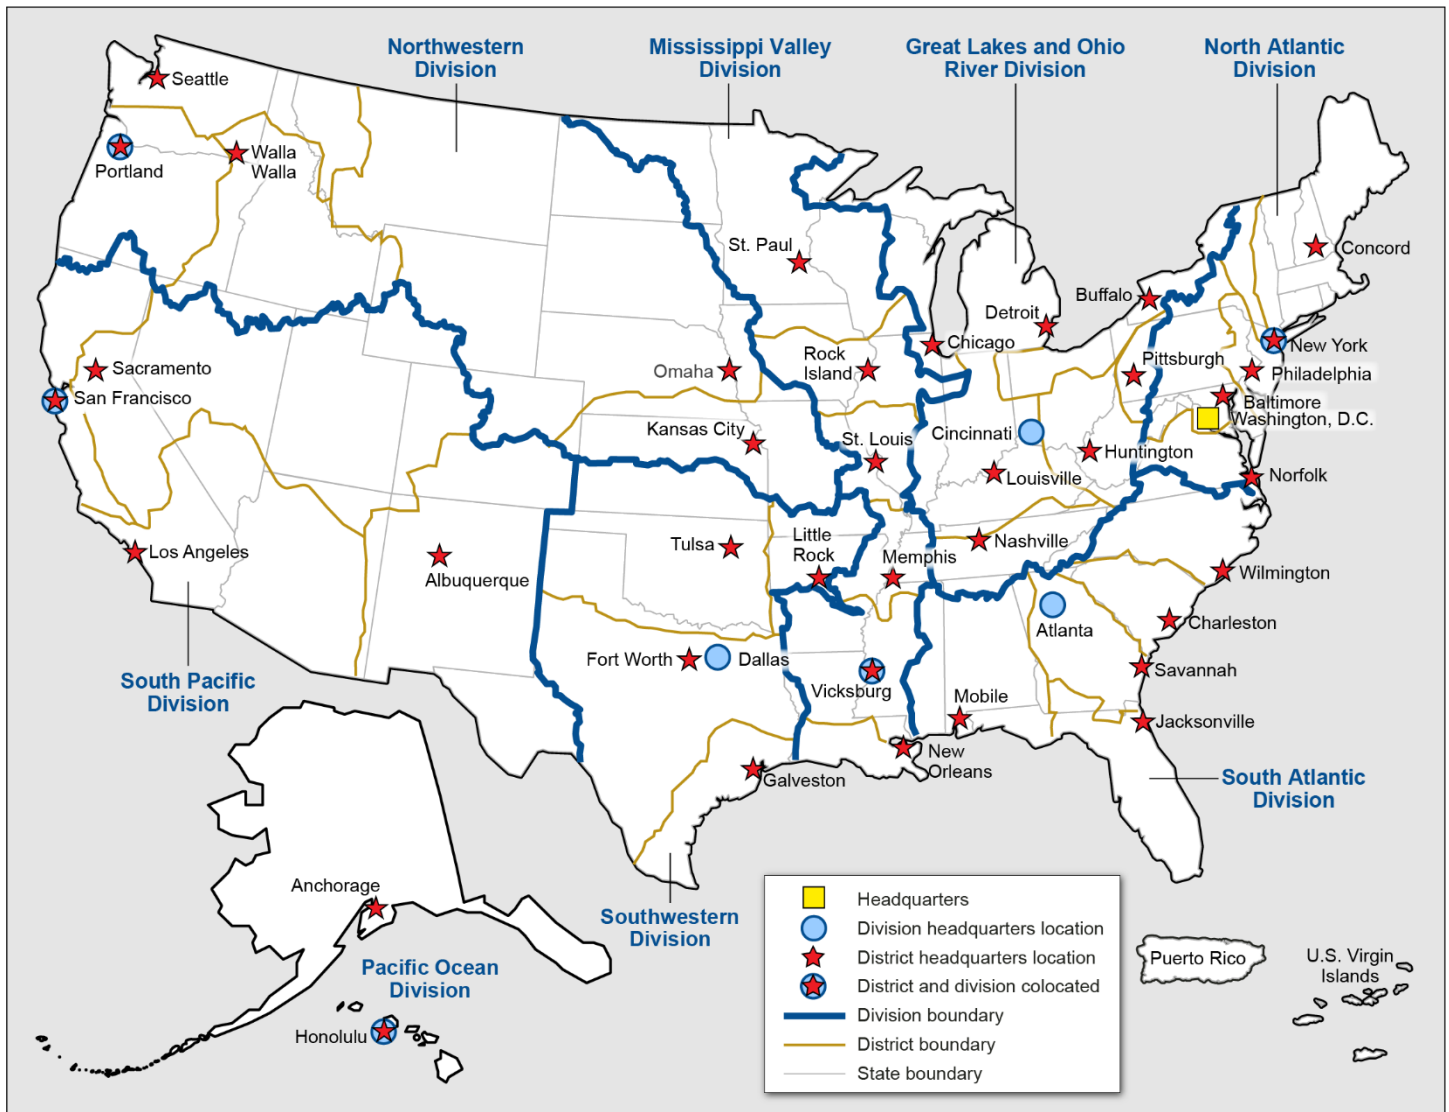 Northwestern
Division
Mississippi Valley
Division
Great Lakes and Ohio
River Division
North Atlantic
Division
Seattle
Portland
Walla
Walla
St. Paul
Concord
Buffalo
Detroit
Chicago
New York
Sacramento
San Francisco
Omaha
Rock
Island
Pittsburgh
Philadelphia
Baltimore
Washington, D.C.
Kansas City
St. Louis
Cincinnati
Huntington
Louisville
Norfolk
Los Angeles
Albuquerque
Tulsa
Little
Rock
Memphis
Nashville
Wilmington
Atlanta
Charleston
Fort Worth
Dallas
Vicksburg
Savannah
South Pacific
Division
Mobile
Jacksonville
New
Orleans
Galveston
South Atlantic
Division
Anchorage
Southwestern
Division
Pacific Ocean
Division
Honolulu
Headquarters
Division headquarters location
District headquarters location
District and division colocated
Division boundary
District boundary
State boundary
Puerto Rico
U.S. Virgin
Islands